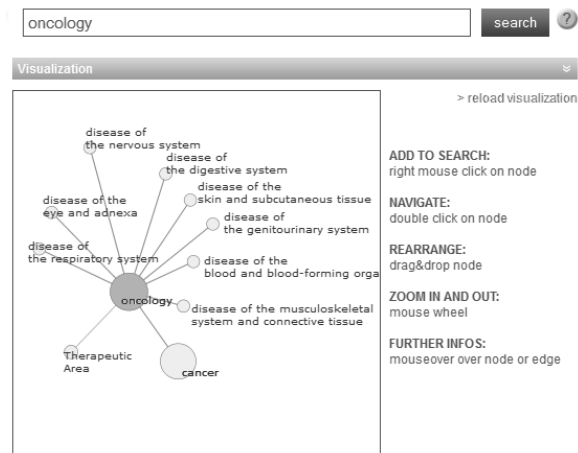 oncology
search
?
Visualization
> reload visualization
disease of
the nervous system
disease of
the digestive system
disease of the
skin and subcutaneous tissue
disease of the
eye and adnexa
disease of
the genitourinary system
disease of
the respiratory system
disease of the
blood and blood-forming orga
oncology
disease of the musculoskeletal
system and connective tissue
Therapeutic
Area
cancer
ADD TO SEARCH:
right mouse click on node
NAVIGATE:
double click on node
REARRANGE:
drag&drop node
ZOOM IN AND OUT:
mouse wheel
FURTHER INFOS:
mouseover over node or edge